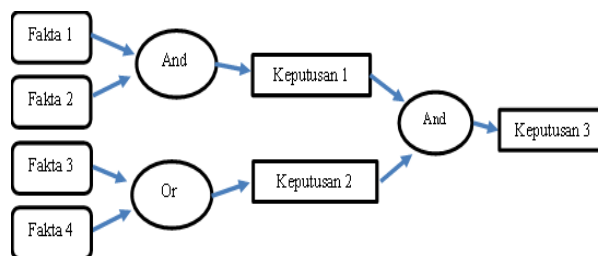 Fakta 1
Fakta 2
And
Keputusan 1
And
Keputusan 3
Fakta 3
Fakta 4
Or
Keputusan 2